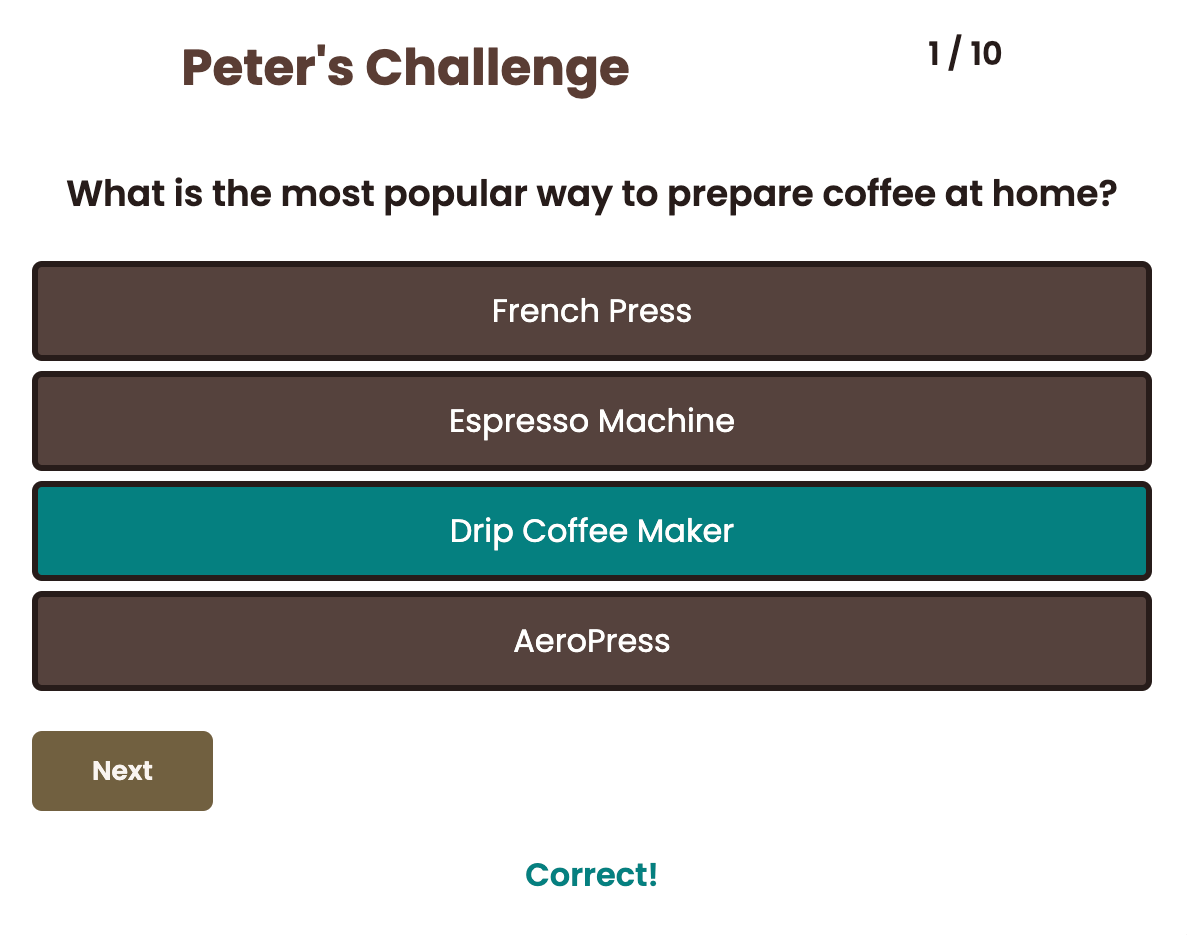 Peter's Challenge
1 / 10
What is the most popular way to prepare coffee at home?
French Press
Espresso Machine
Drip Coffee Maker
AeroPress
Next
Correct!